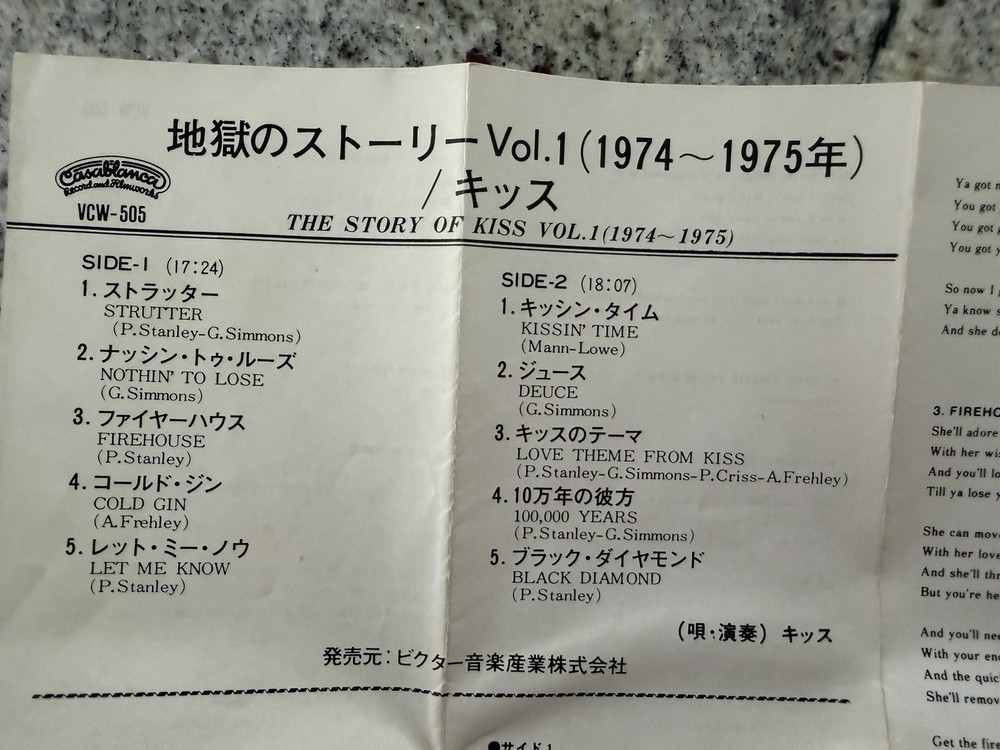 地獄のストーリーVol.1(1974〜1975年)
/ キッス
Casablanca
Record and Filmworks
VCW-505
THE STORY OF KISS VOL.1(1974〜1975)
SIDE-1 (17:24)
1. ストラッター
STRUTTER
(P.Stanley-G.Simmons)
2. ナッシン・トゥ・ルーズ
NOTHIN' TO LOSE
(G.Simmons)
3. ファイヤーハウス
FIREHOUSE
(P.Stanley)
4. コールド・ジン
COLD GIN
(A.Frehley)
5. レット・ミー・ノウ
LET ME KNOW
(P.Stanley)
SIDE-2 (18:07)
1. キッシン・タイム
KISSIN' TIME
(Mann-Lowe)
2. ジュース
DEUCE
(G.Simmons)
3. キッスのテーマ
LOVE THEME FROM KISS
(P.Stanley-G.Simmons-P.Criss-A.Frehley)
4. 10万年の彼方
100,000 YEARS
(P.Stanley-G.Simmons)
5. ブラック・ダイヤモンド
BLACK DIAMOND
(P.Stanley)
(唄・演奏) キッス
発売元:ビクター音楽産業株式会社
●サイド1
Ya got
You got
You got
You got
So now I
Ya know
And she
3. FIREHO
She'll adore
With her
And you'll
Till ya lose
She can
With her love
And she'll
But you're
And you'll
With your
And the
She'll
Get the